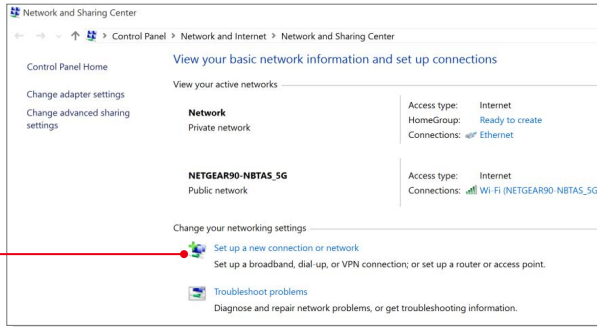 Network and Sharing Center
Control Panel > Network and Internet > Network and Sharing Center
Control Panel Home
Change adapter settings
Change advanced sharing
settings
View your basic network information and set up connections
View your active networks
Network
Private network
Access type: Internet
HomeGroup: Ready to create
Connections: Ethernet
NETGEAR90-NBTAS_5G
Public network
Access type: Internet
Connections: Wi-Fi (NETGEAR90-NBTAS_5G
Change your networking settings
Set up a new connection or network
Set up a broadband, dial-up, or VPN connection; or set up a router or access point.
Troubleshoot problems
Diagnose and repair network problems, or get troubleshooting information.